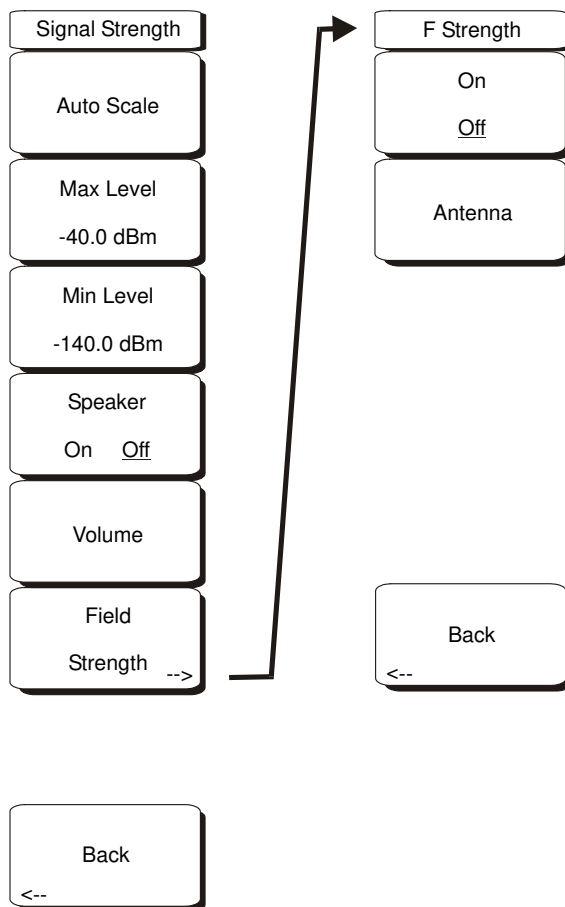 Signal Strength
Auto Scale
Max Level
-40.0 dBm
Min Level
-140.0 dBm
Speaker
On Off
Volume
Field
Strength -->
Back
<--
F Strength
On
Off
Antenna
Back
<--